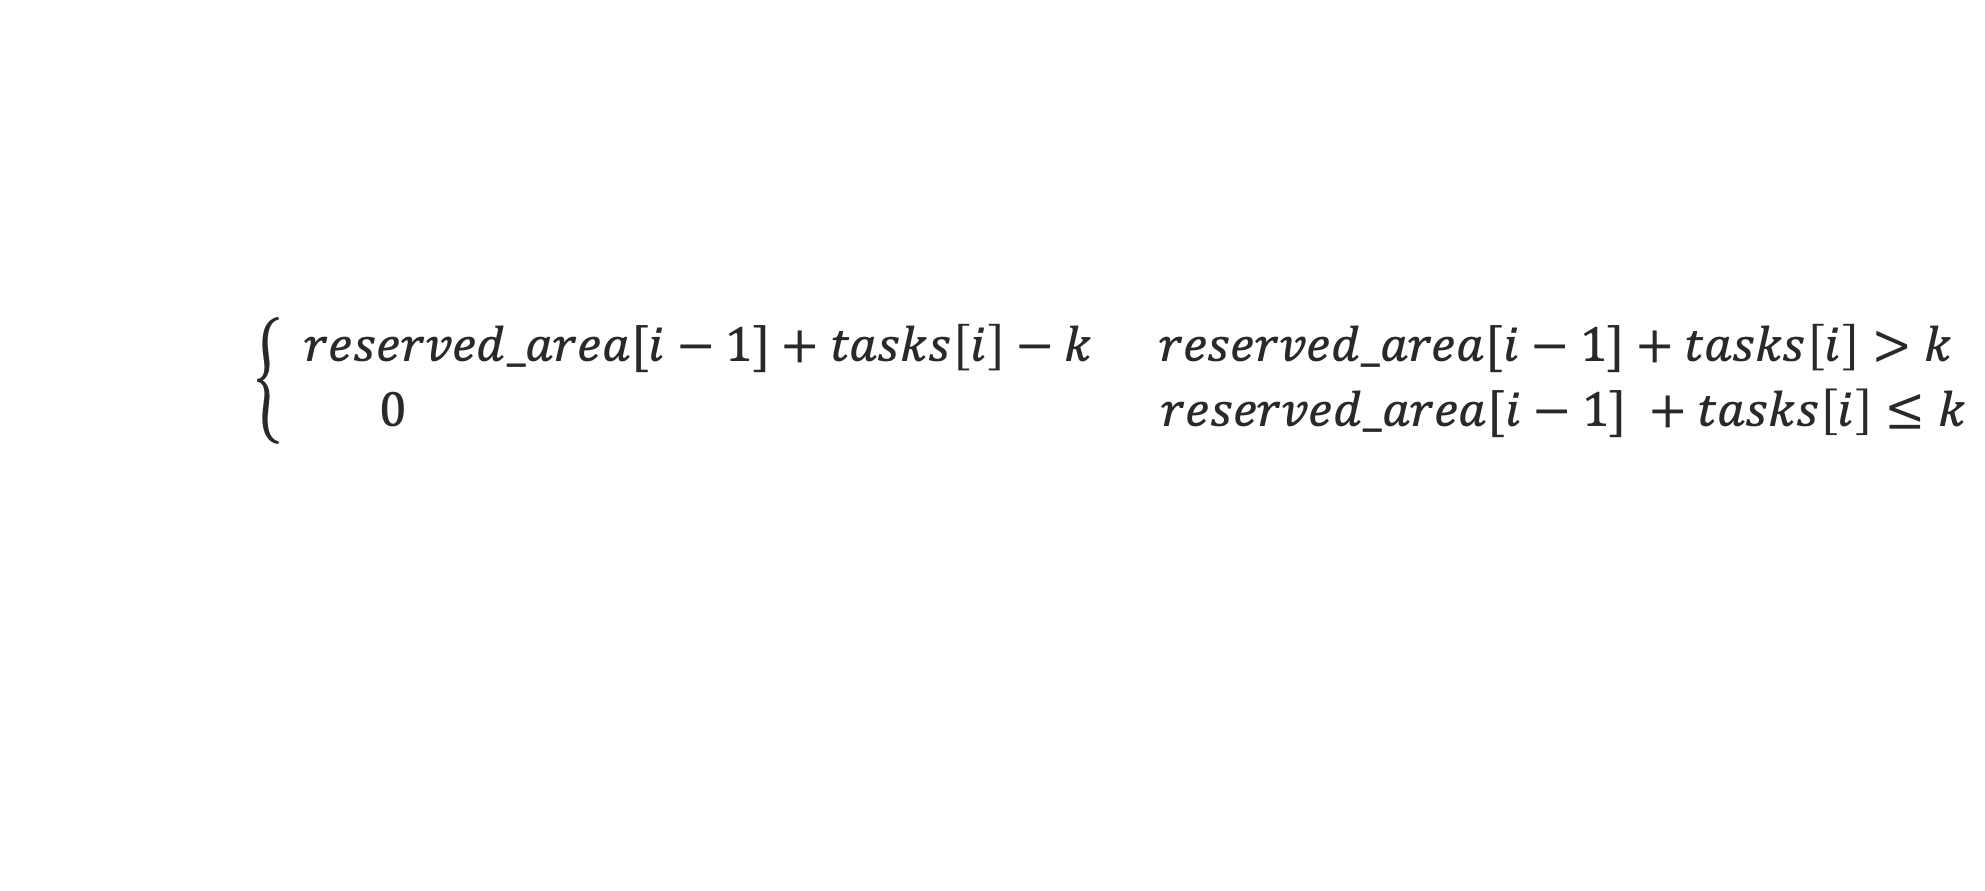 { reserved_area[i − 1] + tasks[i] − k reserved_area[i − 1] + tasks[i] > k
0 reserved_area[i − 1] + tasks[i] ≤ k